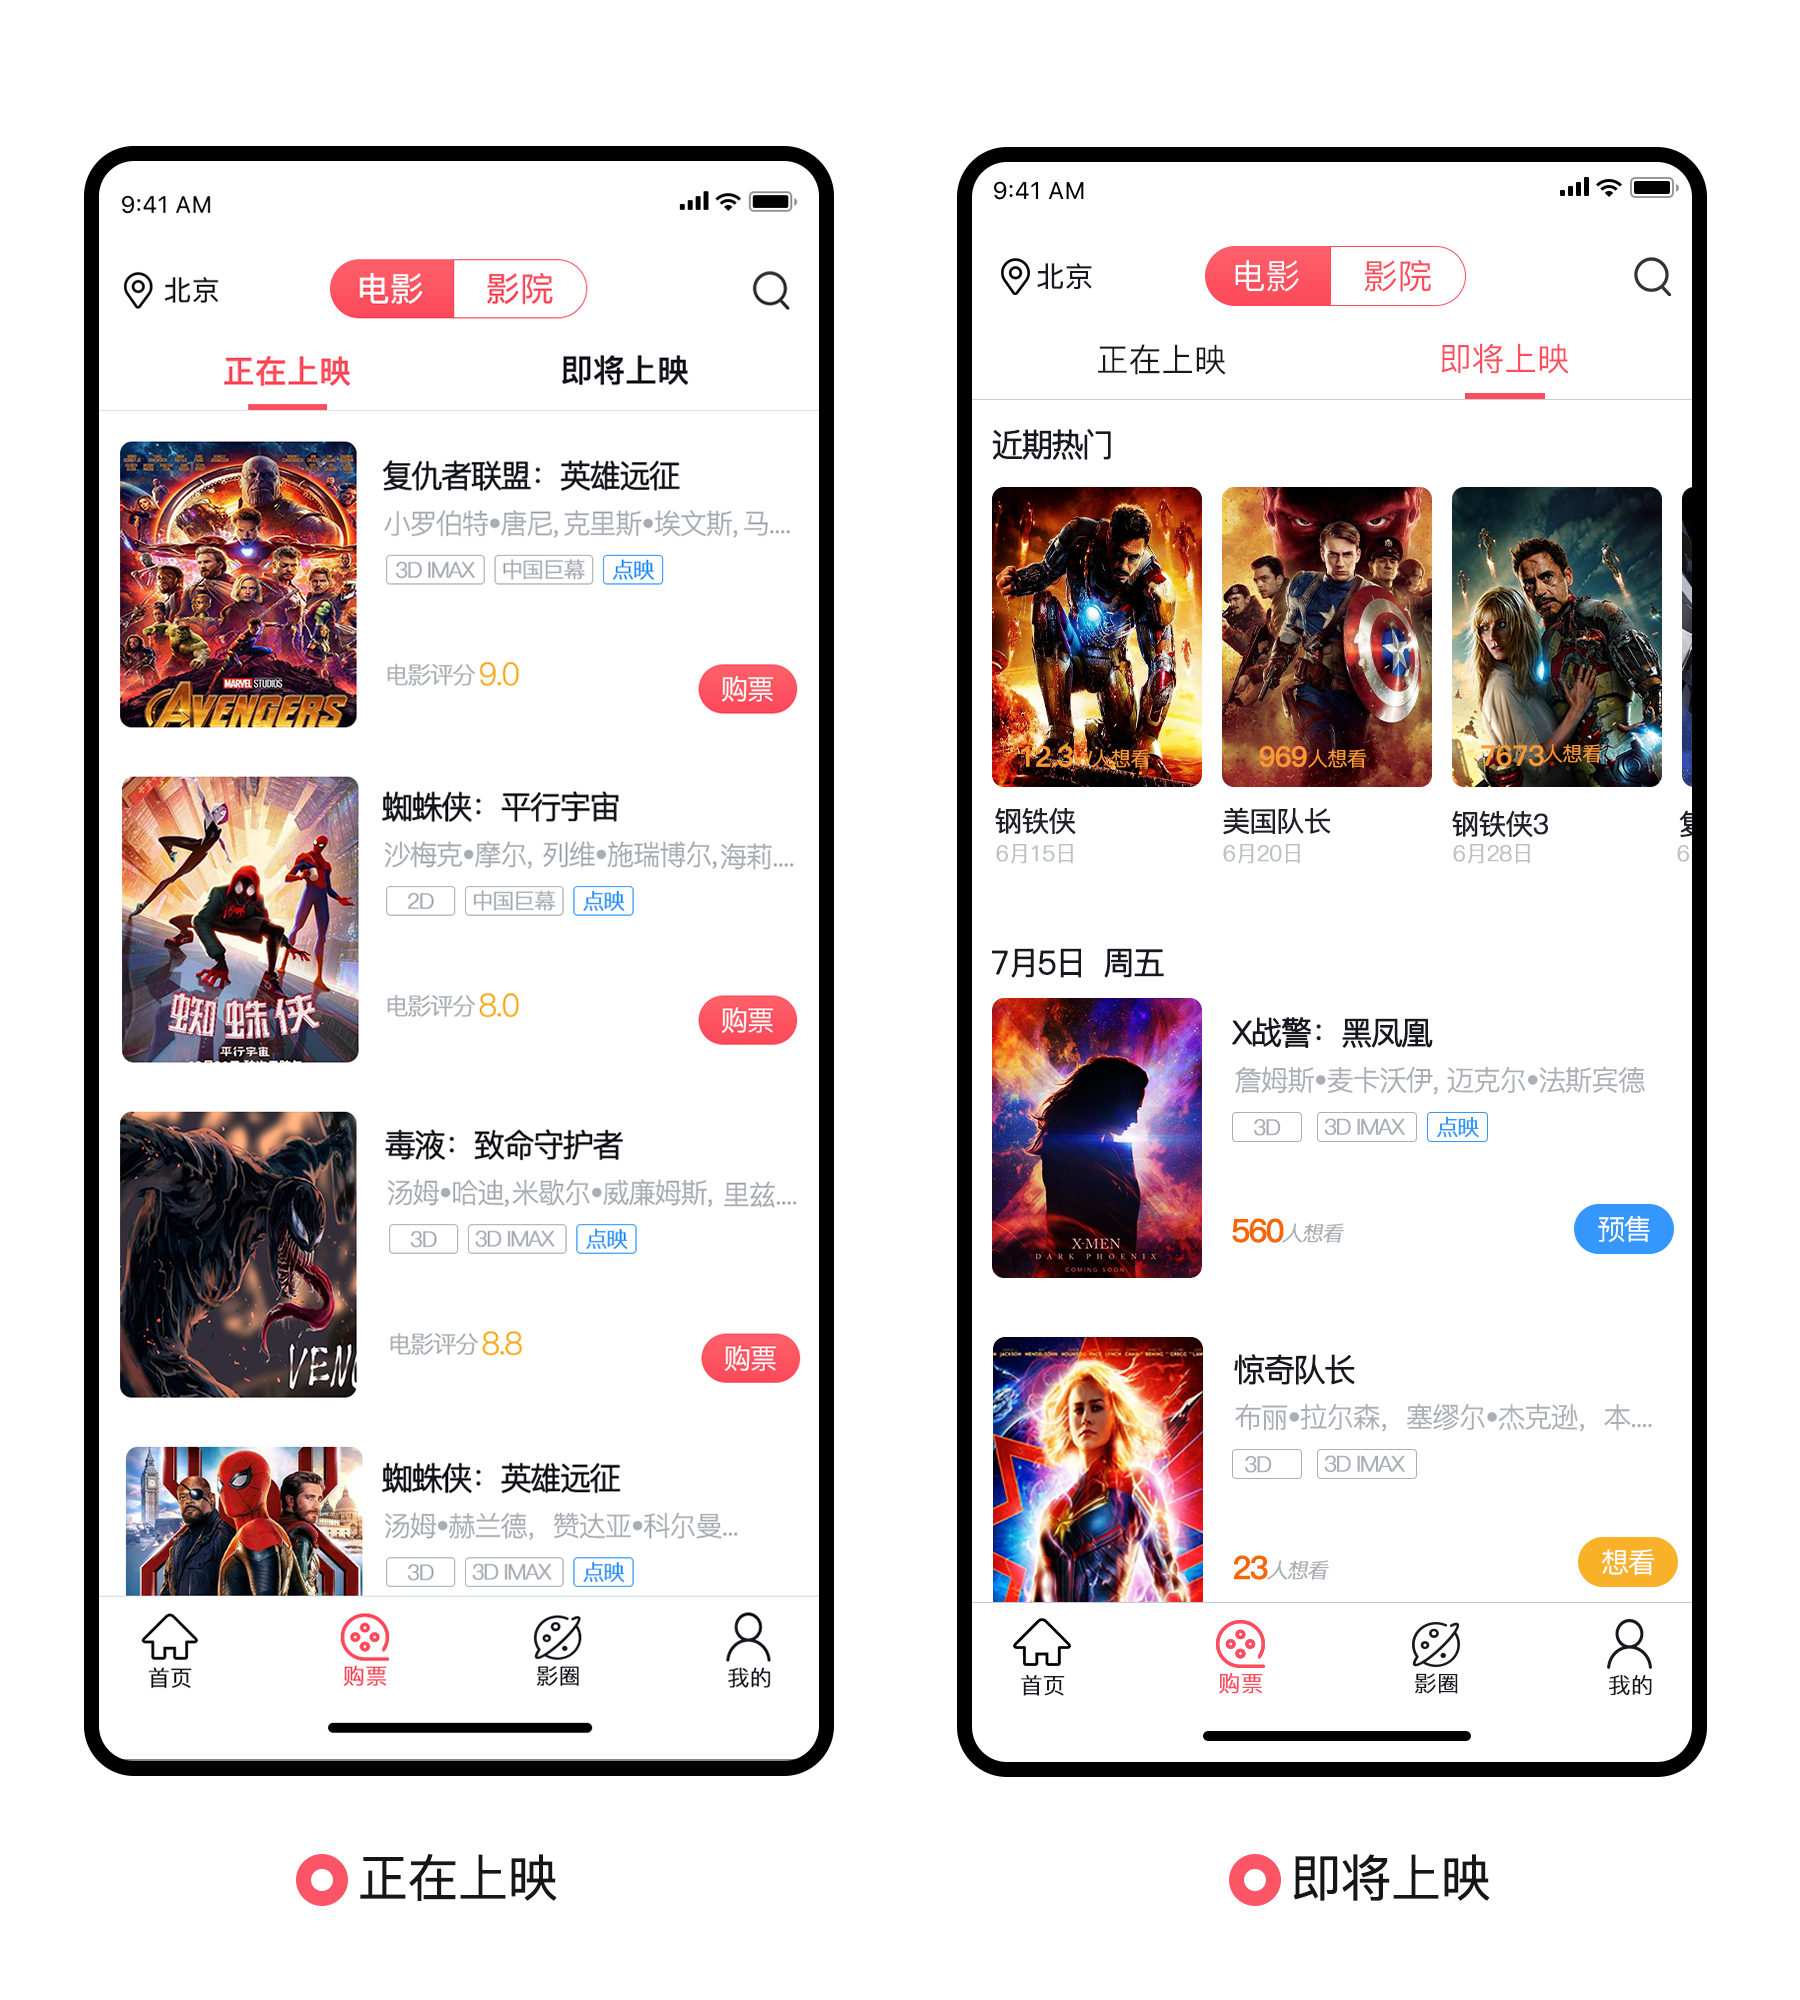 9:41 AM
北京
电影
影院
正在上映
即将上映
MARVEL STUDIOS
AVENGERS
复仇者联盟：英雄远征
小罗伯特•唐尼,克里斯•埃文斯,马....
3D IMAX
中国巨幕
点映
电影评分9.0
购票
蜘蛛侠
平行宇宙
蜘蛛侠：平行宇宙
沙梅克•摩尔, 列维•施瑞博尔,海莉....
2D
中国巨幕
点映
电影评分8.0
购票
VEN
毒液：致命守护者
汤姆•哈迪,米歇尔•威廉姆斯, 里兹....
3D
3D IMAX
点映
电影评分8.8
购票
蜘蛛侠：英雄远征
汤姆•赫兰德，赞达亚•科尔曼...
3D
3D IMAX
点映
首页
购票
影圈
我的
正在上映
9:41 AM
北京
电影
影院
正在上映
即将上映
近期热门
12.3W人想看
969人想看
7673人想看
钢铁侠
美国队长
钢铁侠3
6月15日
6月20日
6月28日
6
7月5日 周五
X-MEN
DARK PHOENIX
COMING SOON
X战警：黑凤凰
詹姆斯•麦卡沃伊, 迈克尔•法斯宾德
3D
3D IMAX
点映
560人想看
预售
惊奇队长
布丽•拉尔森，塞缪尔•杰克逊，本....
3D
3D IMAX
23人想看
想看
首页
购票
影圈
我的
即将上映